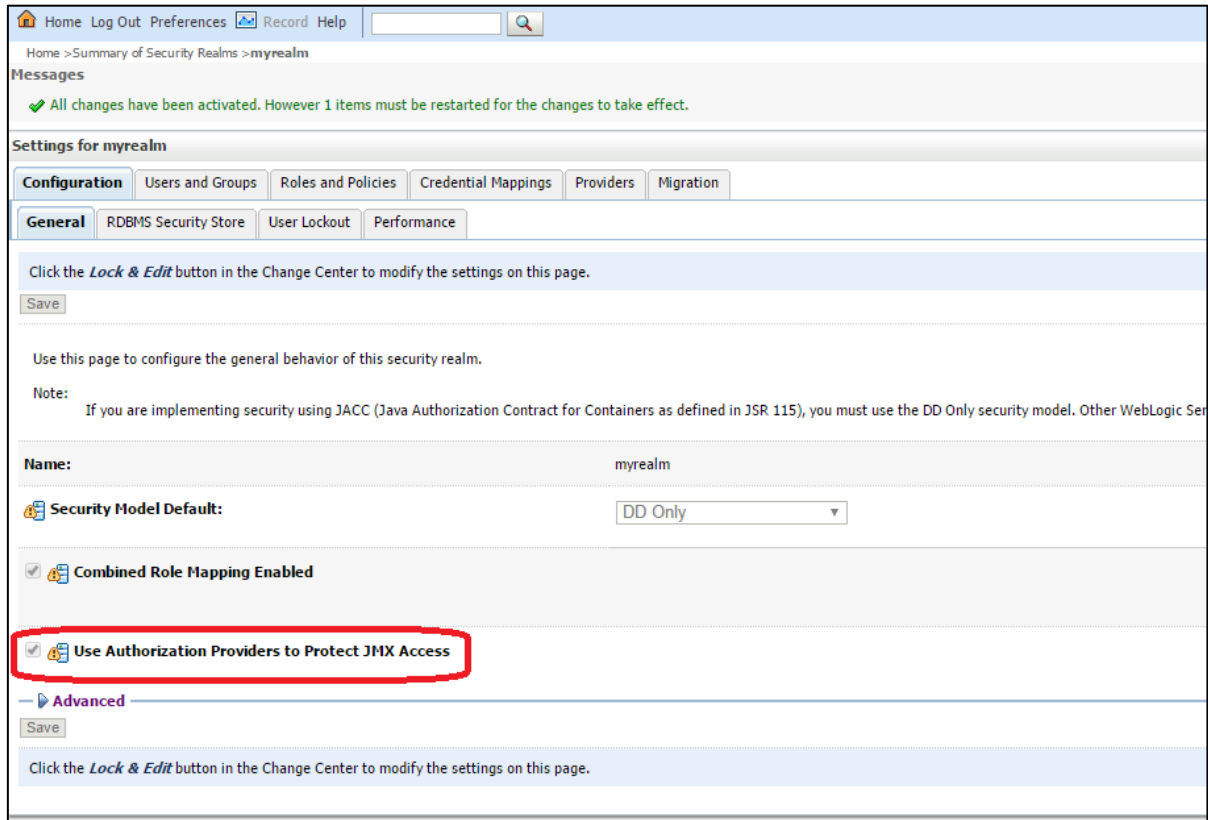 Home Log Out Preferences Record Help
Home >Summary of Security Realms >myrealm
Messages
All changes have been activated. However 1 items must be restarted for the changes to take effect.
Settings for myrealm
Configuration Users and Groups Roles and Policies Credential Mappings Providers Migration
General RDBMS Security Store User Lockout Performance
Click the Lock & Edit button in the Change Center to modify the settings on this page.
Save
Use this page to configure the general behavior of this security realm.
Note:
If you are implementing security using JACC (Java Authorization Contract for Containers as defined in JSR 115), you must use the DD Only security model. Other WebLogic Ser
Name: myrealm
Security Model Default: DD Only
Combined Role Mapping Enabled
Use Authorization Providers to Protect JMX Access
Advanced
Save
Click the Lock & Edit button in the Change Center to modify the settings on this page.